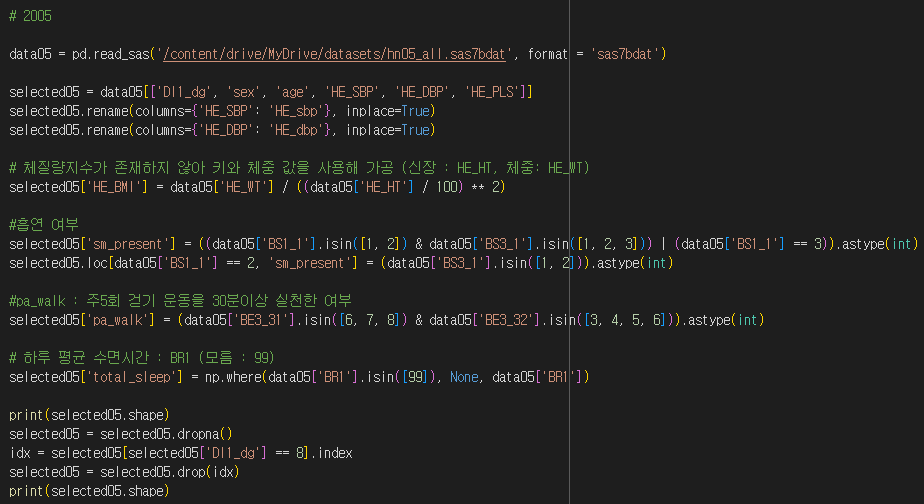 # 2005
data05 = pd.read_sas('/content/drive/MyDrive/datasets/hn05_all.sas7bdat', format = 'sas7bdat')
selected05 = data05[['DI1_dg', 'sex', 'age', 'HE_SBP', 'HE_DBP', 'HE_PLS']]
selected05.rename(columns={'HE_SBP': 'HE_sbp'}, inplace=True)
selected05.rename(columns={'HE_DBP': 'HE_dbp'}, inplace=True)
# 체질량지수가 존재하지 않아 키와 체중 값을 사용해 가공 (신장 : HE_HT, 체중: HE_WT)
selected05['HE_BMI'] = data05['HE_WT'] / ((data05['HE_HT'] / 100) ** 2)
#흡연 여부
selected05['sm_present'] = ((data05['BS1_1'].isin([1, 2]) & data05['BS3_1'].isin([1, 2, 3])) | (data05['BS1_1'] == 3)).astype(int)
selected05.loc[data05['BS1_1'] == 2, 'sm_present'] = (data05['BS3_1'].isin([1, 2])).astype(int)
#pa_walk : 주5회 걷기 운동을 30분이상 실천한 여부
selected05['pa_walk'] = (data05['BE3_31'].isin([6, 7, 8]) & data05['BE3_32'].isin([3, 4, 5, 6])).astype(int)
# 하루 평균 수면시간 : BR1 (모름 : 99)
selected05['total_sleep'] = np.where(data05['BR1'].isin([99]), None, data05['BR1'])
print(selected05.shape)
selected05 = selected05.dropna()
idx = selected05[selected05['DI1_dg'] == 8].index
selected05 = selected05.drop(idx)
print(selected05.shape)